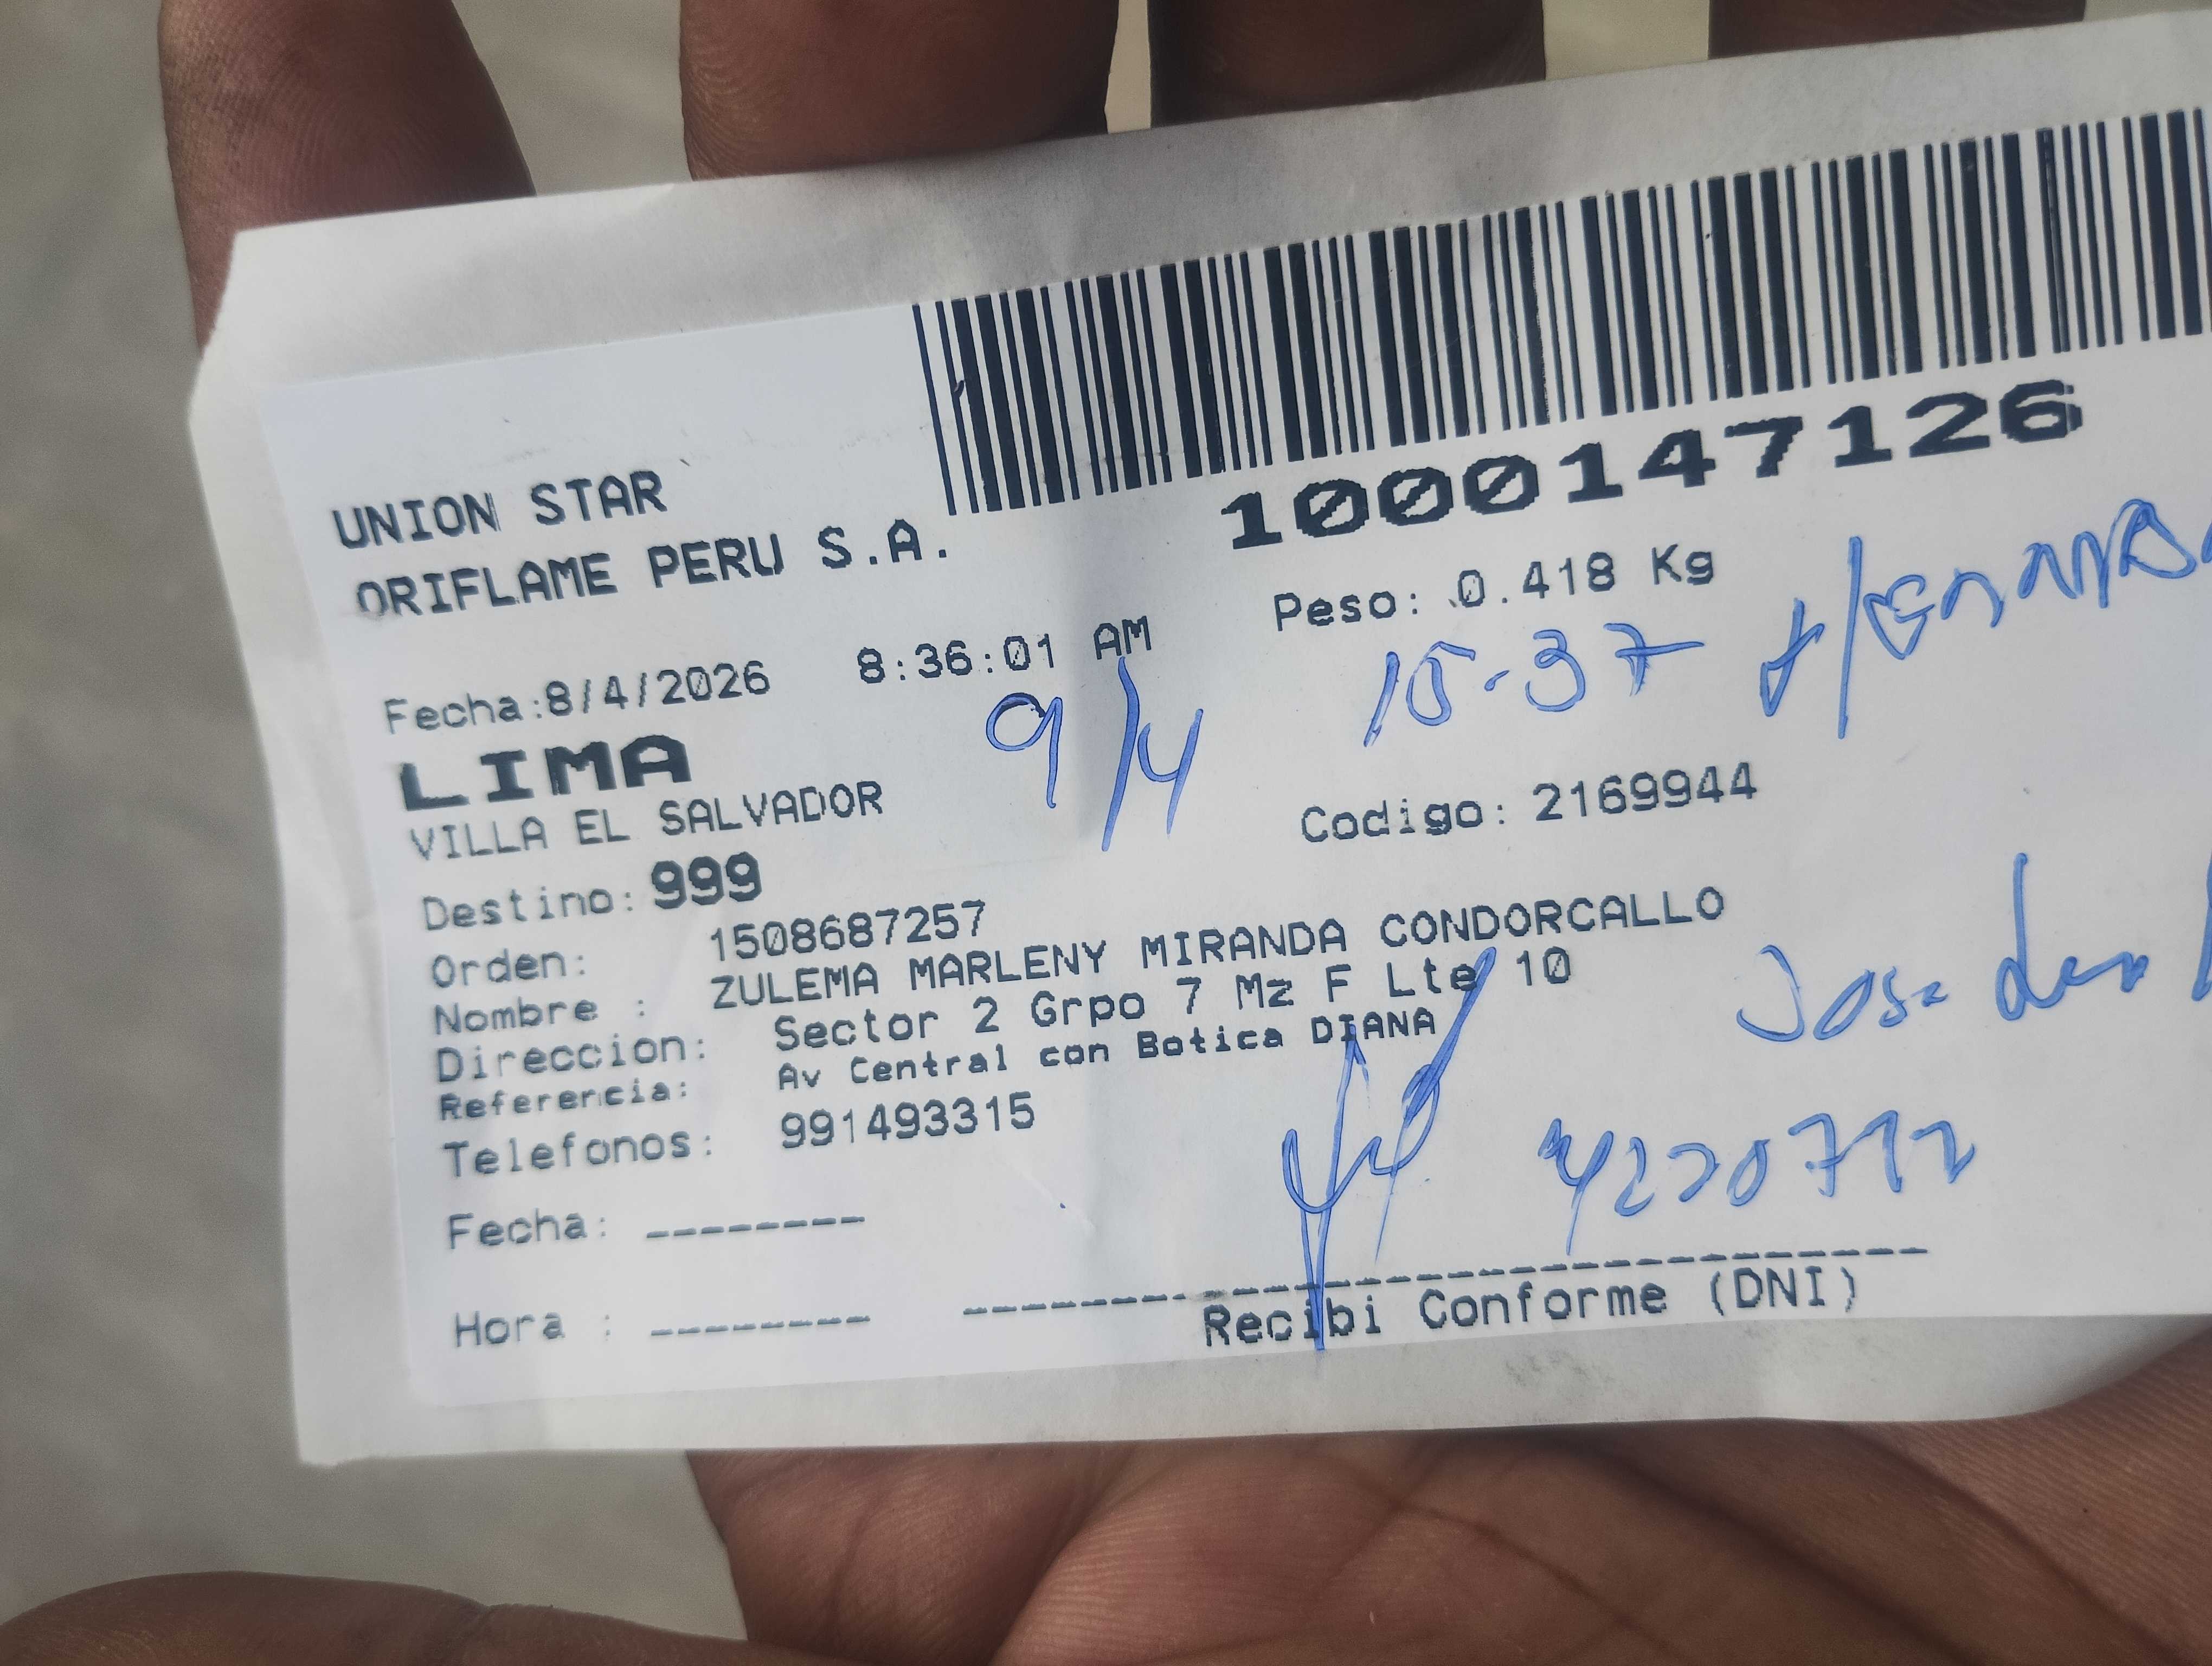 UNION STAR
ORIFLAME PERU S.A.
1000147126
Peso: 0.418 Kg
Fecha:8/4/2026 8:36:01 AM
9/4 15-37
LIMA
VILLA EL SALVADOR
Codigo: 2169944
Destino: 999
Orden: 1508687257
Nombre : ZULEMA MARLENY MIRANDA CONDORCALLO
Direccion: Sector 2 Grpo 7 Mz F Lte 10
Referencia: Av Central con Botica DIANA
Telefonos: 991493315
Jose
Fecha: --------
Hora : --------
Recibi Conforme (DNI)